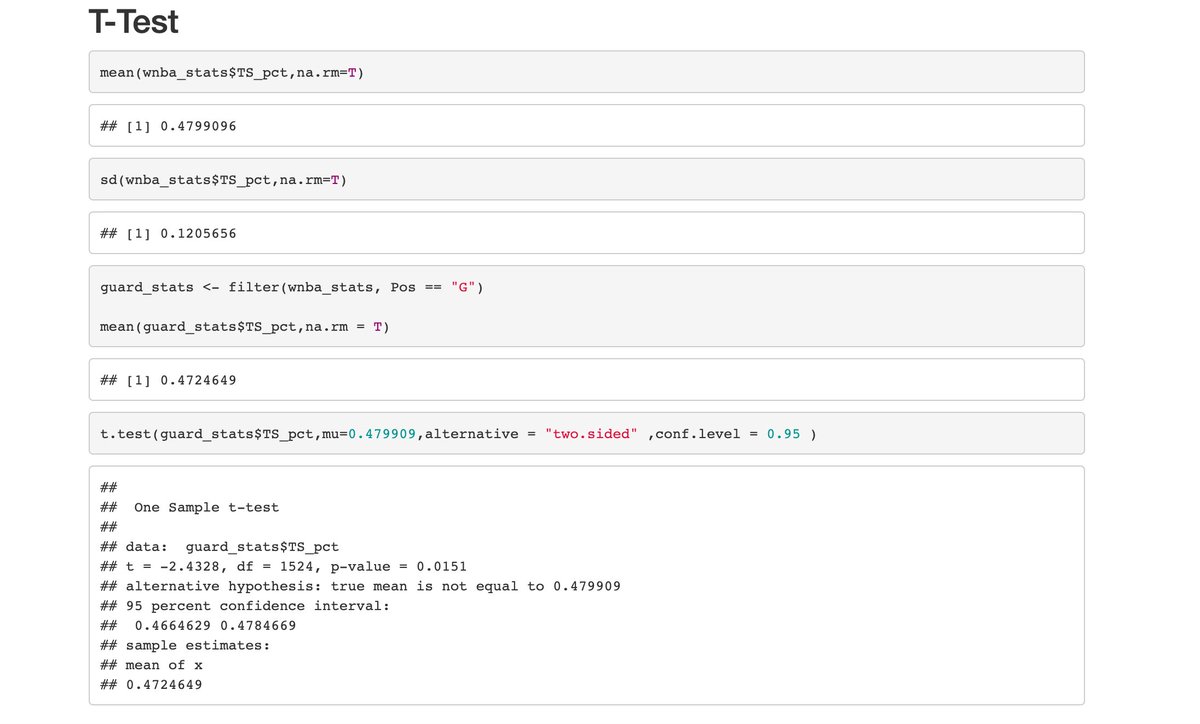 T-Test
mean(wnba_stats$TS_pct,na.rm=T)
## [1] 0.4799096
sd(wnba_stats$TS_pct,na.rm=T)
## [1] 0.1205656
guard_stats <- filter(wnba_stats, Pos == "G")
mean(guard_stats$TS_pct,na.rm = T)
## [1] 0.4724649
t.test(guard_stats$TS_pct,mu=0.479909,alternative = "two.sided" ,conf.level = 0.95 )
##
##  One Sample t-test
##
## data:  guard_stats$TS_pct
## t = -2.4328, df = 1524, p-value = 0.0151
## alternative hypothesis: true mean is not equal to 0.479909
## 95 percent confidence interval:
##  0.4664629 0.4784669
## sample estimates:
## mean of x
## 0.4724649